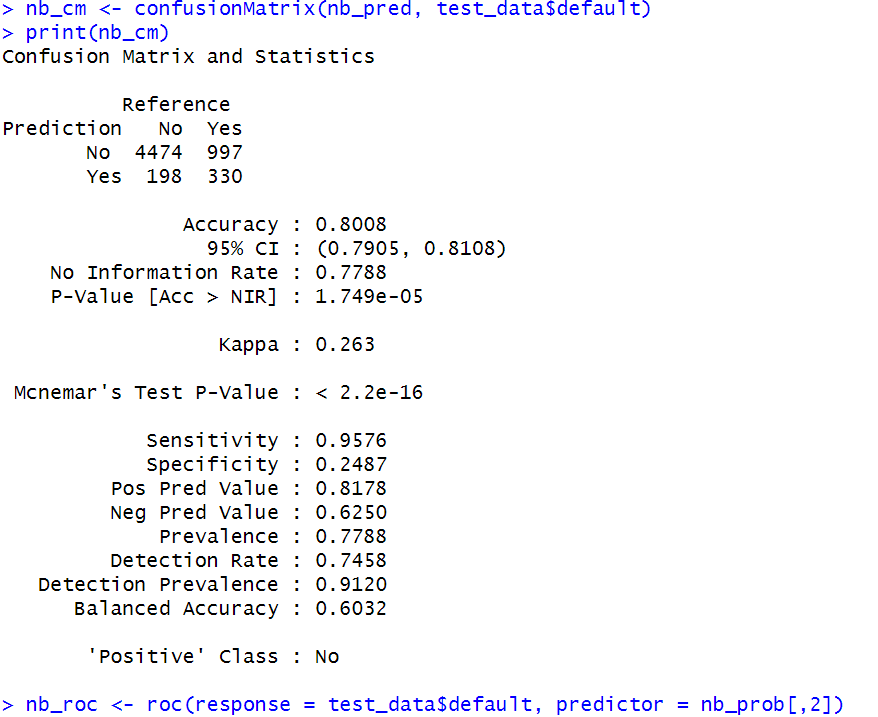 > nb_cm <- confusionMatrix(nb_pred, test_data$default)
> print(nb_cm)
Confusion Matrix and Statistics
Reference
Prediction No Yes
No 4474 997
Yes 198 330
Accuracy : 0.8008
95% CI : (0.7905, 0.8108)
No Information Rate : 0.7788
P-Value [Acc > NIR] : 1.749e-05
Kappa : 0.263
Mcnemar's Test P-Value : < 2.2e-16
Sensitivity : 0.9576
Specificity : 0.2487
Pos Pred Value : 0.8178
Neg Pred Value : 0.6250
Prevalence : 0.7788
Detection Rate : 0.7458
Detection Prevalence : 0.9120
Balanced Accuracy : 0.6032
'Positive' Class : No
> nb_roc <- roc(response = test_data$default, predictor = nb_prob[,2])